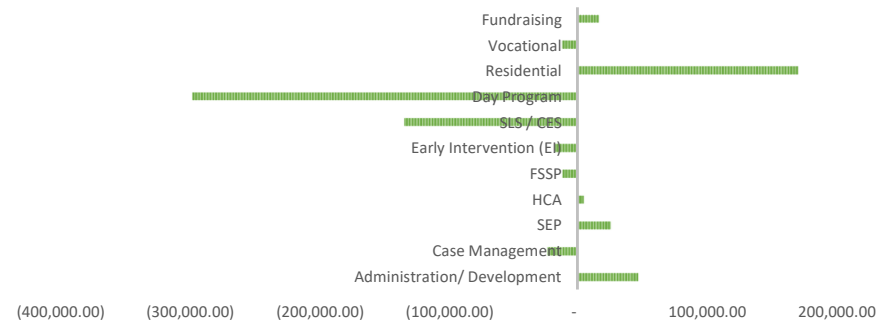 Fundraising
Vocational
Residential
Day Program
SLS / CES
Early Intervention (EI)
FSSP
HCA
SEP
Case Management
Administration/ Development
(400,000.00) (300,000.00) (200,000.00) (100,000.00) - 100,000.00 200,000.00